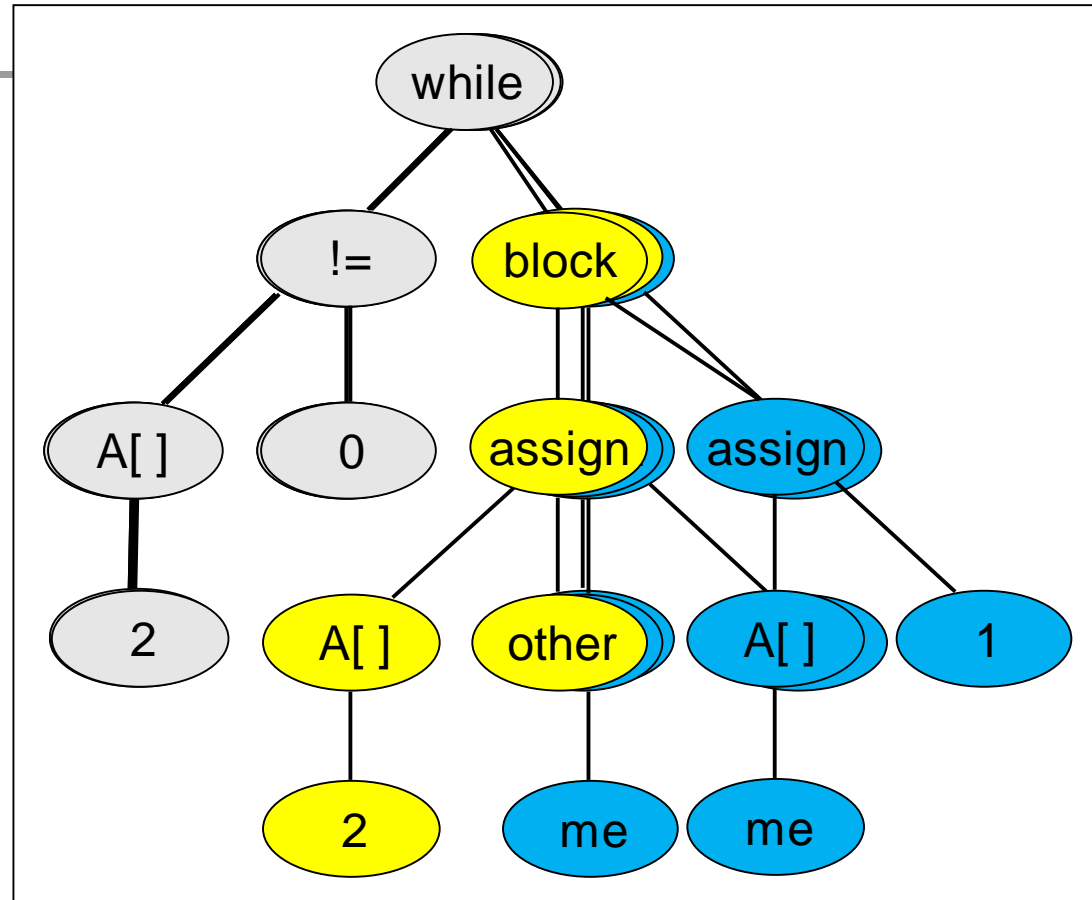 while
!=
block
A[ ]
0
assign
assign
2
A[ ]
other
A[ ]
1
2
me
me